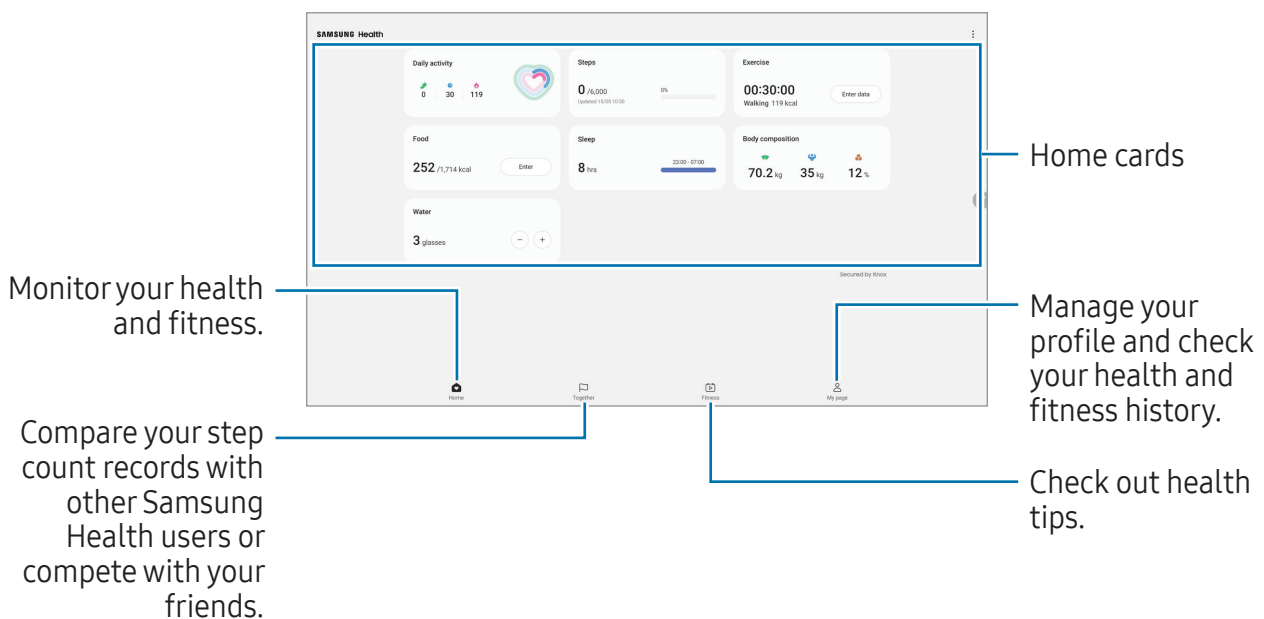 SAMSUNG Health
Daily activity
0 30 119
Steps
0 /6,000
0%
Updated 15/05 10:30
Exercise
00:30:00
Walking 119 kcal
Enter data
Food
252 /1,714 kcal
Enter
Sleep
8 hrs
23:00 - 07:00
Body composition
70.2 kg 35 kg 12 %
Water
3 glasses
− +
Secured by Knox
Home
Together
Fitness
My page
Home cards
Monitor your health
and fitness.
Compare your step
count records with
other Samsung
Health users or
compete with your
friends.
Manage your
profile and check
your health and
fitness history.
Check out health
tips.